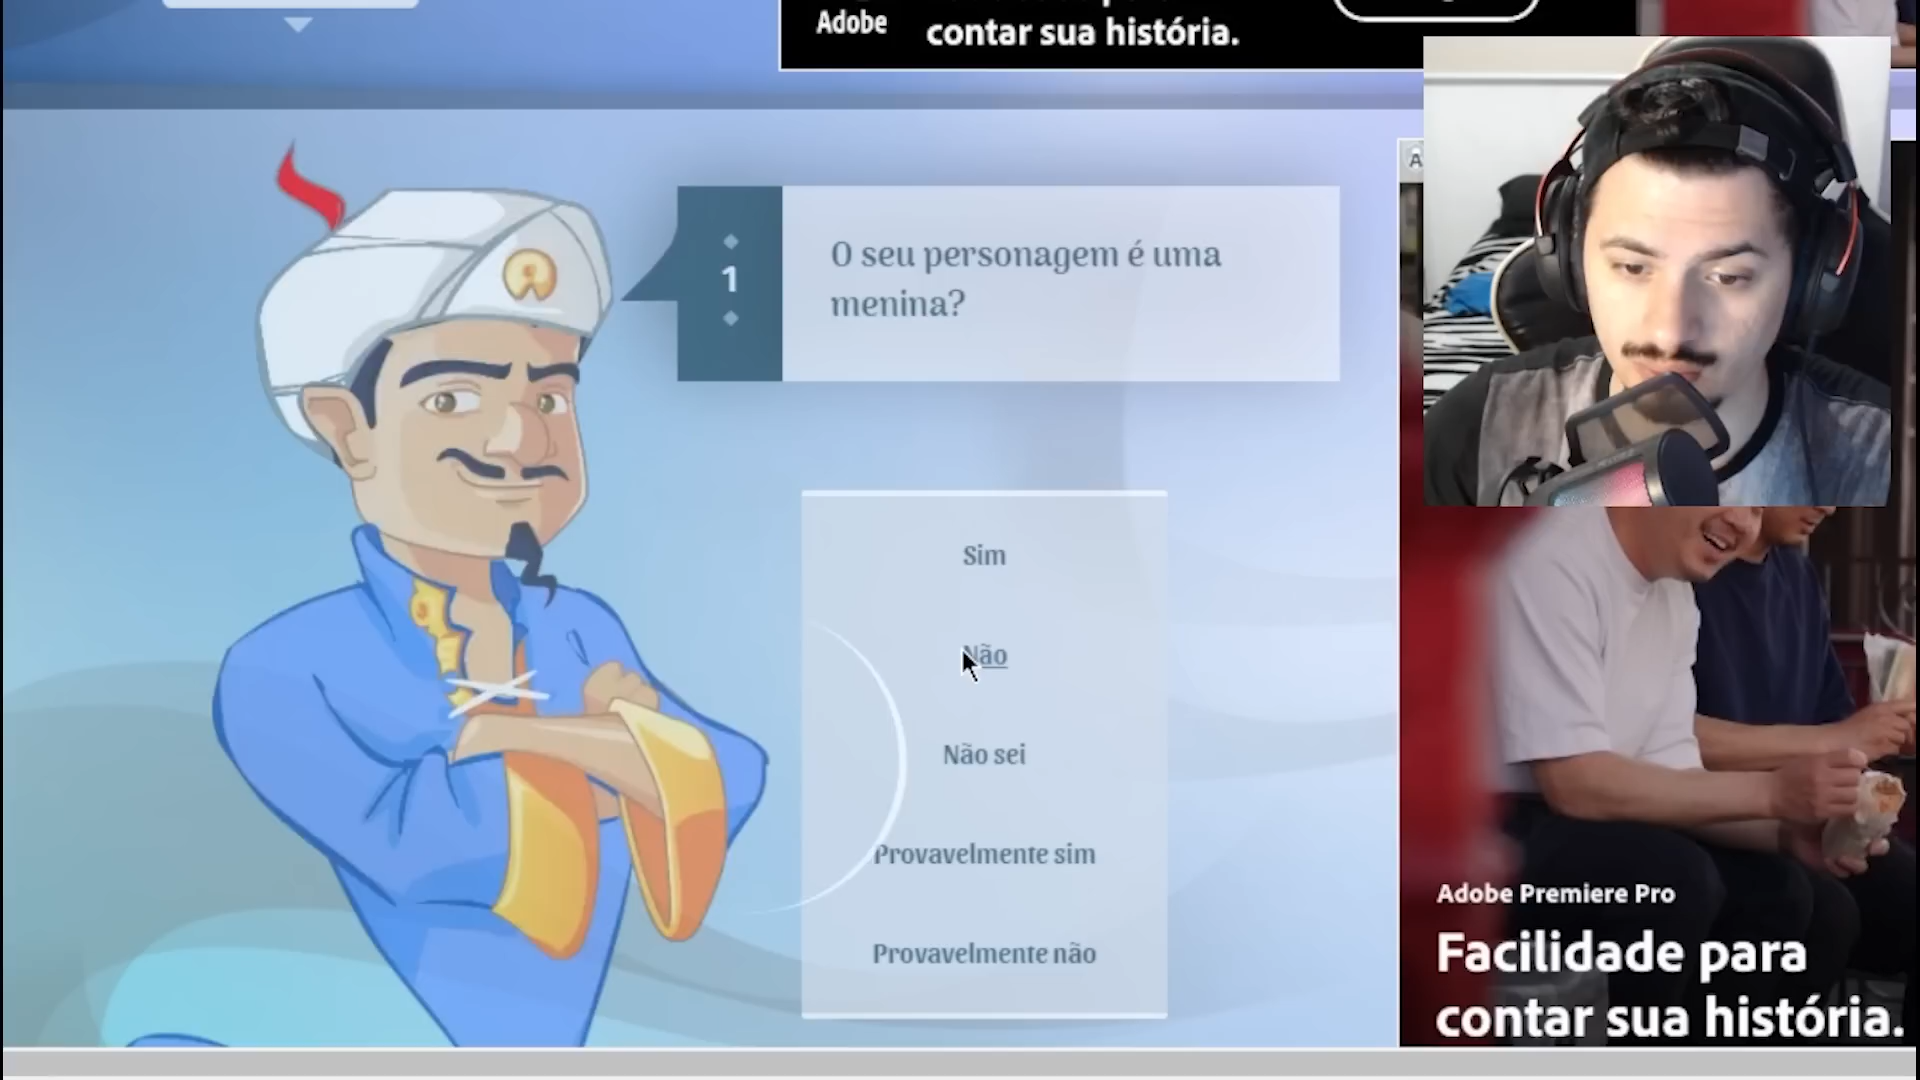 Adobe
contar sua história.
1
O seu personagem é uma
menina?
A
Sim
Não
Não sei
Provavelmente sim
Provavelmente não
Adobe Premiere Pro
Facilidade para
contar sua história.